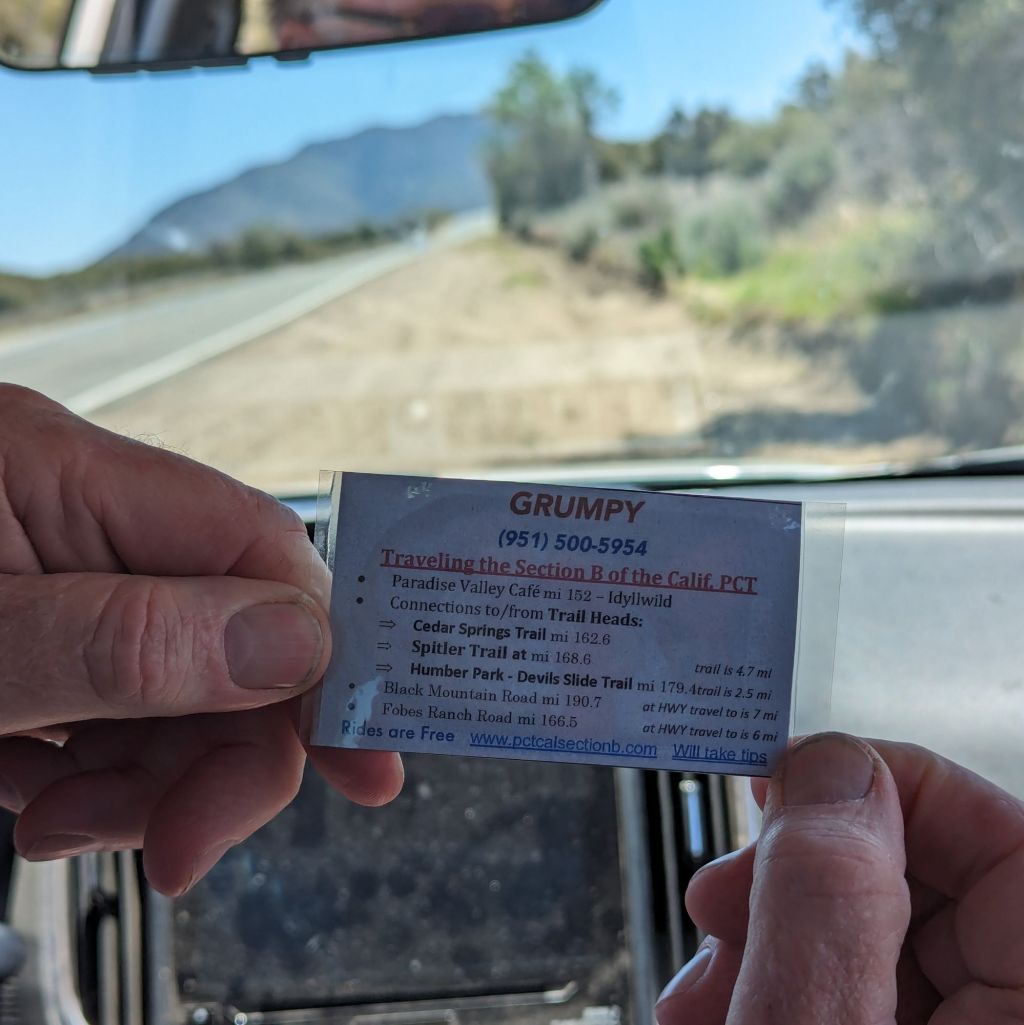 GRUMPY
(951) 500-5954
Traveling the Section B of the Calif. PCT
• Paradise Valley Café mi 152 – Idyllwild
• Connections to/from Trail Heads:
⇒ Cedar Springs Trail mi 162.6
⇒ Spitler Trail at mi 168.6 trail is 4.7 mi
⇒ Humber Park - Devils Slide Trail mi 179.4 trail is 2.5 mi
• Black Mountain Road mi 190.7 at HWY travel to is 7 mi
• Fobes Ranch Road mi 166.5 at HWY travel to is 6 mi
Rides are Free www.pctcalsectionb.com Will take tips